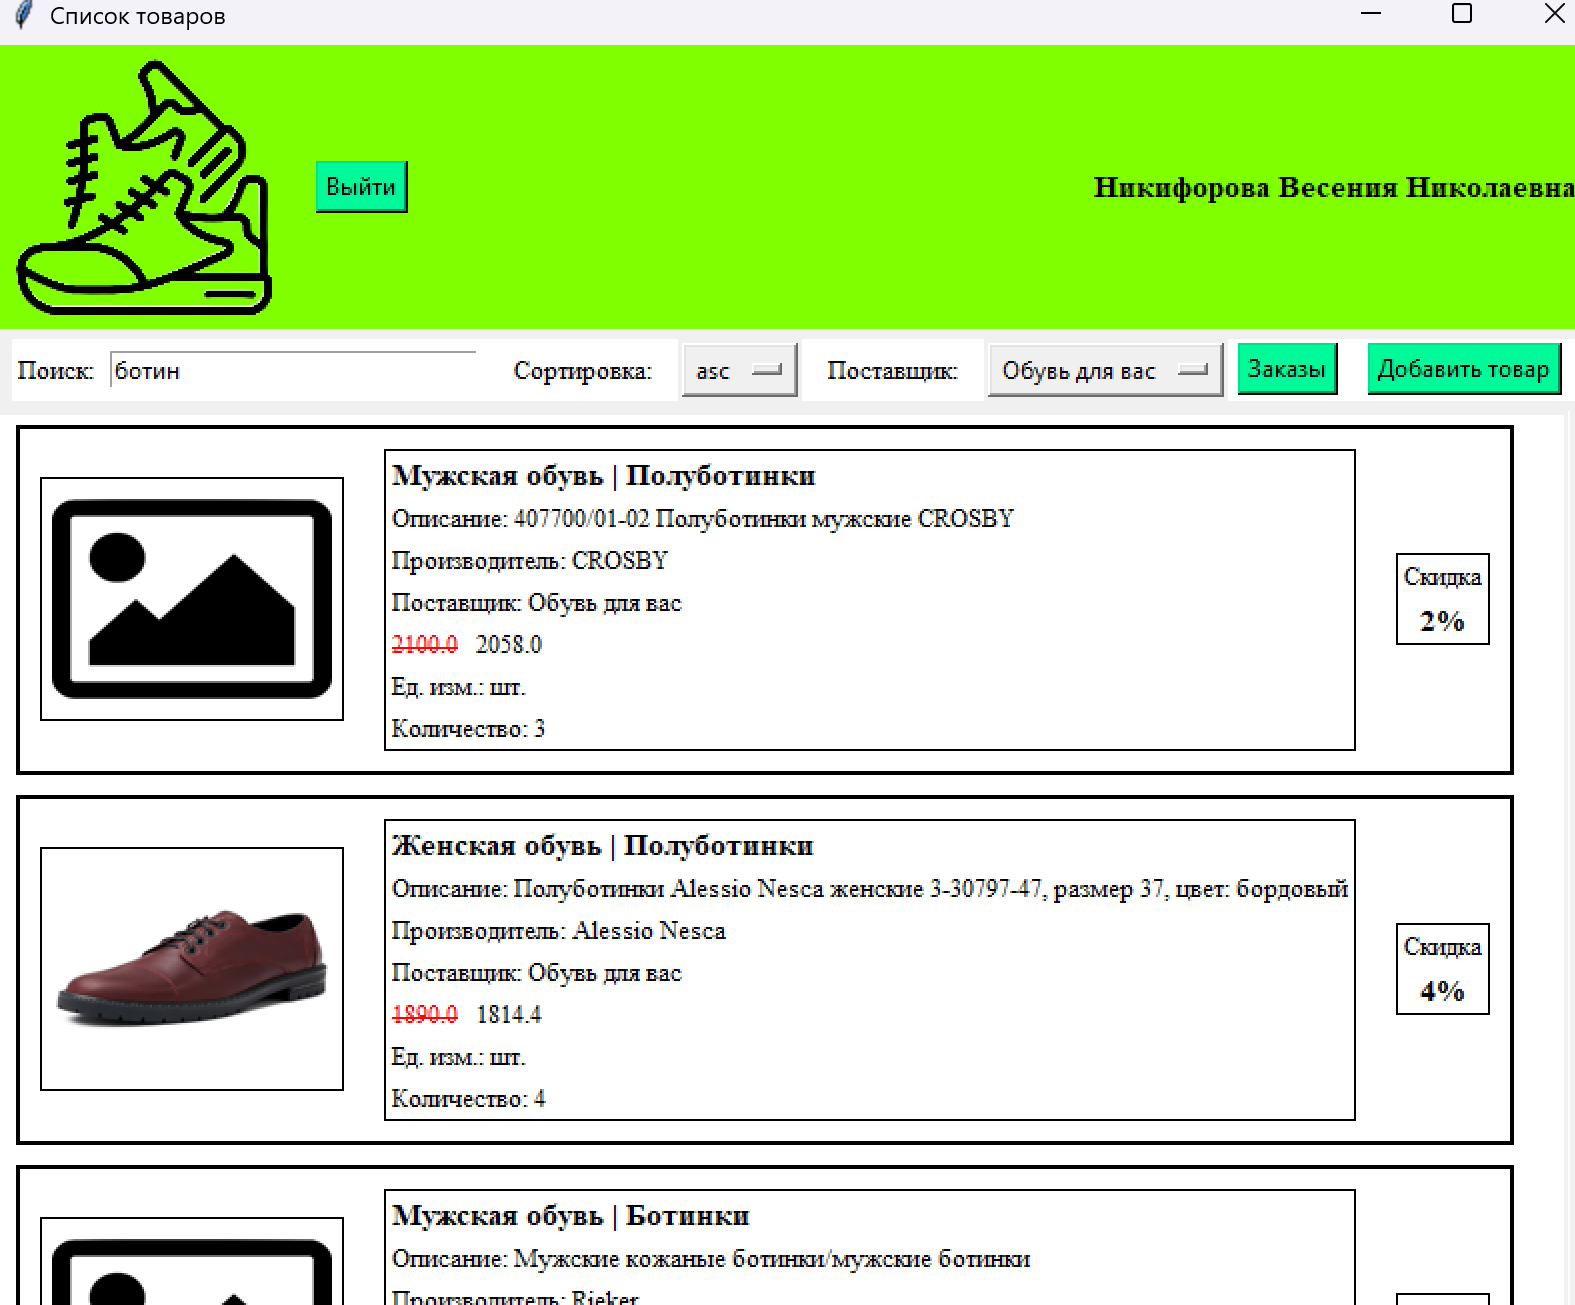 Список товаров
Выйти
Никифорова Весения Николаевна
Поиск: ботин Сортировка: asc Поставщик: Обувь для вас Заказы Добавить товар
Мужская обувь | Полуботинки
Описание: 407700/01-02 Полуботинки мужские CROSBY
Производитель: CROSBY
Поставщик: Обувь для вас
2100.0 2058.0
Ед. изм.: шт.
Количество: 3
Скидка
2%
Женская обувь | Полуботинки
Описание: Полуботинки Alessio Nesca женские 3-30797-47, размер 37, цвет: бордовый
Производитель: Alessio Nesca
Поставщик: Обувь для вас
1890.0 1814.4
Ед. изм.: шт.
Количество: 4
Скидка
4%
Мужская обувь | Ботинки
Описание: Мужские кожаные ботинки/мужские ботинки
Производитель: Rieker